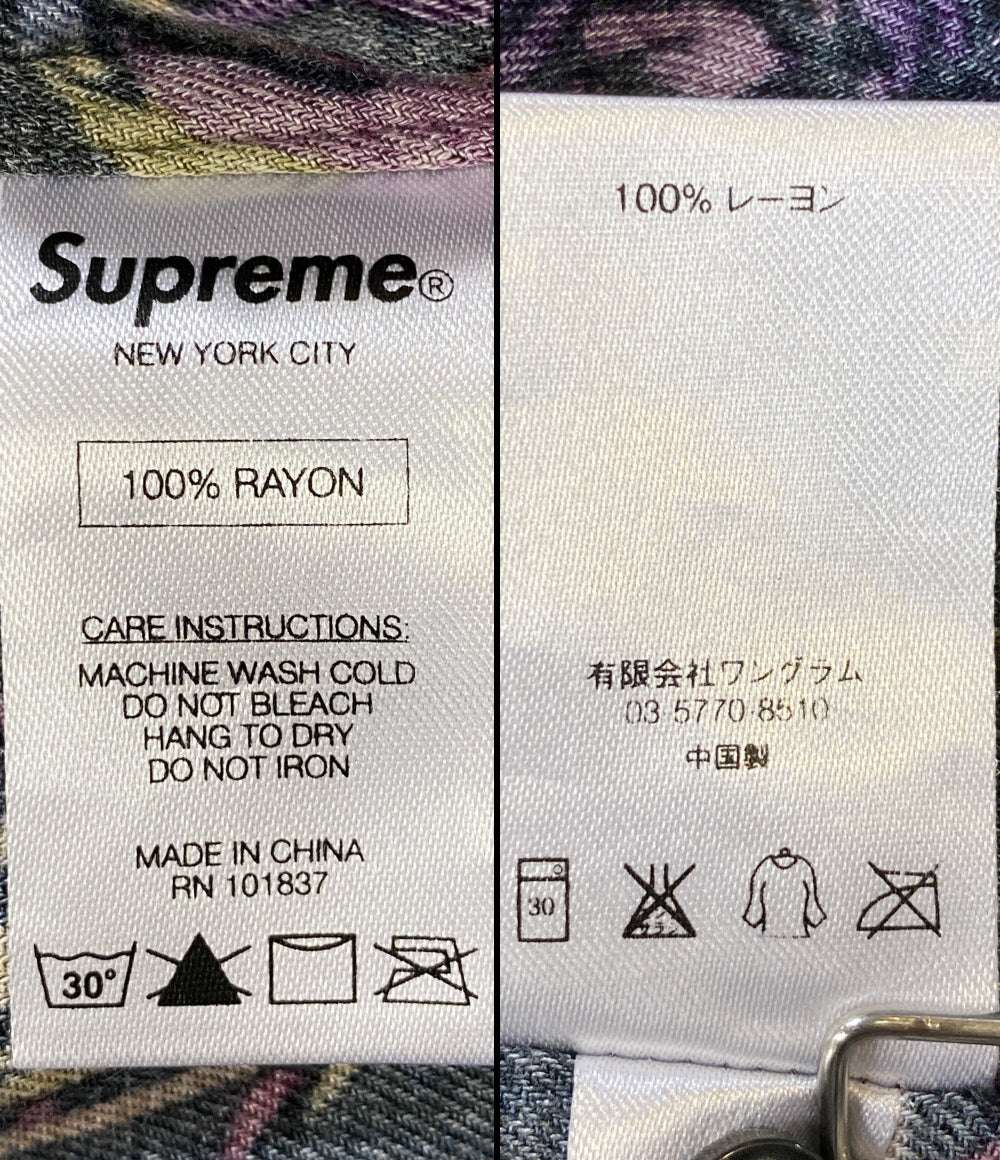 Supreme®
NEW YORK CITY
100% RAYON
CARE INSTRUCTIONS:
MACHINE WASH COLD
DO NOT BLEACH
HANG TO DRY
DO NOT IRON
MADE IN CHINA
RN 101837
30°
100% レーヨン
有限会社ワングラム
03 5770-8510
中国製
30